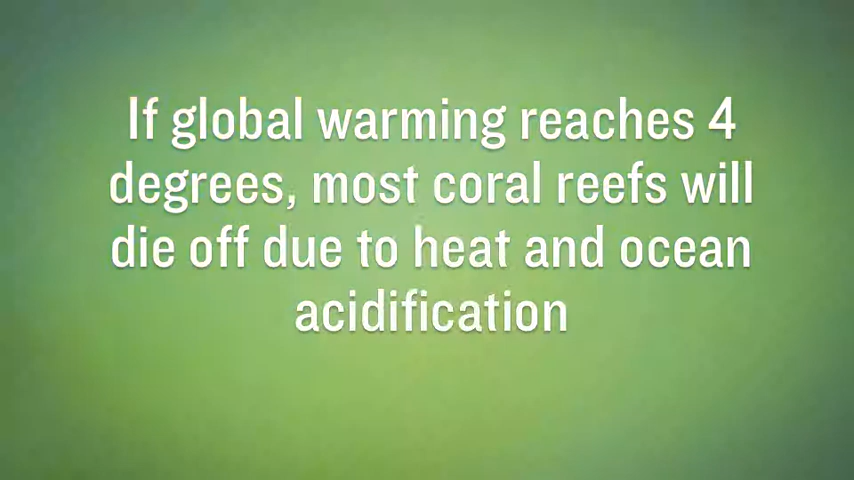 If global warming reaches 4
degrees, most coral reefs will
die off due to heat and ocean
acidification